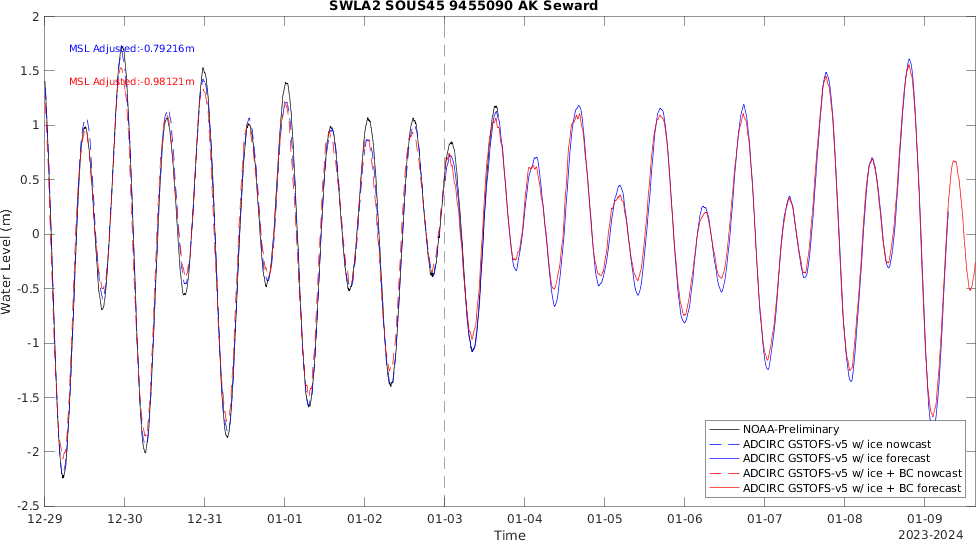 SWLA2 SOUS45 9455090 AK Seward
MSL Adjusted:-0.79216m
MSL Adjusted:-0.98121m
2
1.5
1
0.5
0
-0.5
-1
-1.5
-2
-2.5
Water Level (m)
NOAA-Preliminary
ADCIRC GSTOFS-v5 w/ ice nowcast
ADCIRC GSTOFS-v5 w/ ice forecast
ADCIRC GSTOFS-v5 w/ ice + BC nowcast
ADCIRC GSTOFS-v5 w/ ice + BC forecast
12-29 12-30 12-31 01-01 01-02 01-03 01-04 01-05 01-06 01-07 01-08 01-09
Time
2023-2024